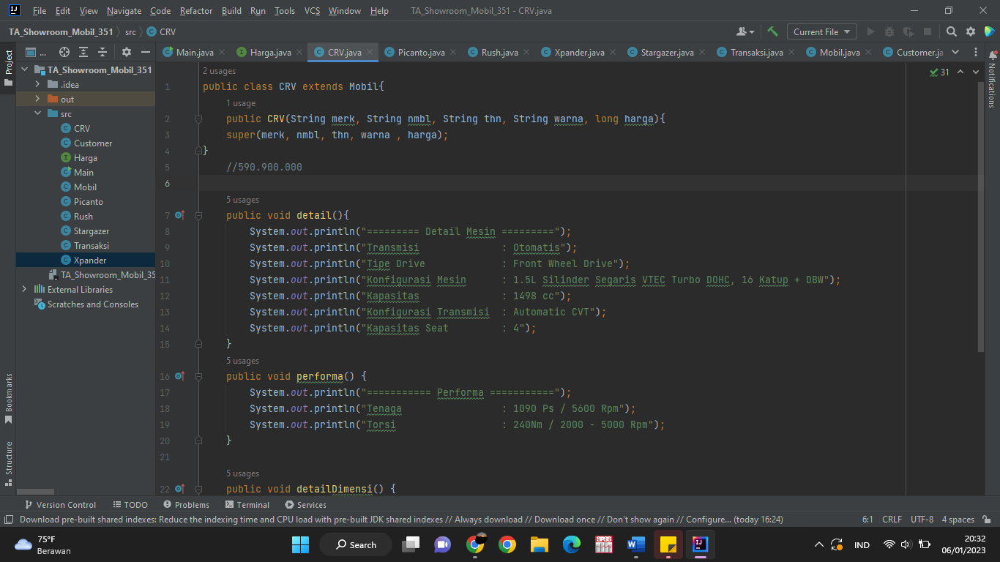 File Edit View Navigate Code Refactor Build Run Tools VCS Window Help TA_Showroom_Mobil_351 - CRV.java
TA_Showroom_Mobil_351 src CRV Current File
Project ... Main.java Harga.java CRV.java Picanto.java Rush.java Xpander.java Stargazer.java Transaksi.java Mobil.java Customer.ja
TA_Showroom_Mobil_351
.idea
out
src
CRV
Customer
Harga
Main
Mobil
Picanto
Rush
Stargazer
Transaksi
Xpander
TA_Showroom_Mobil_35
External Libraries
Scratches and Consoles
Bookmarks
Structure
Notifications
31
2 usages
1 public class CRV extends Mobil{
1 usage
2 public CRV(String merk, String nmbl, String thn, String warna, long harga){
3 super(merk, nmbl, thn, warna , harga);
4 }
5 //590.900.000
6
5 usages
7 public void detail(){
8 System.out.println("========= Detail Mesin =========");
9 System.out.println("Transmisi : Otomatis");
10 System.out.println("Tipe Drive : Front Wheel Drive");
11 System.out.println("Konfigurasi Mesin : 1.5L Silinder Segaris VTEC Turbo DOHC, 16 Katup + DBW");
12 System.out.println("Kapasitas : 1498 cc");
13 System.out.println("Konfigurasi Transmisi : Automatic CVT");
14 System.out.println("Kapasitas Seat : 4");
15 }
5 usages
16 public void performa() {
17 System.out.println("=========== Performa ===========");
18 System.out.println("Tenaga : 1090 Ps / 5600 Rpm");
19 System.out.println("Torsi : 240Nm / 2000 - 5000 Rpm");
20 }
21
5 usages
22 public void detailDimensi() {
Version Control TODO Problems Terminal Services
Download pre-built shared indexes: Reduce the indexing time and CPU load with pre-built JDK shared indexes // Always download // Download once // Don't show again // Configure... (today 16:24) 6:1 CRLF UTF-8 4 spaces
75°F
Berawan
Search
SPSS
IND
20:32
06/01/2023